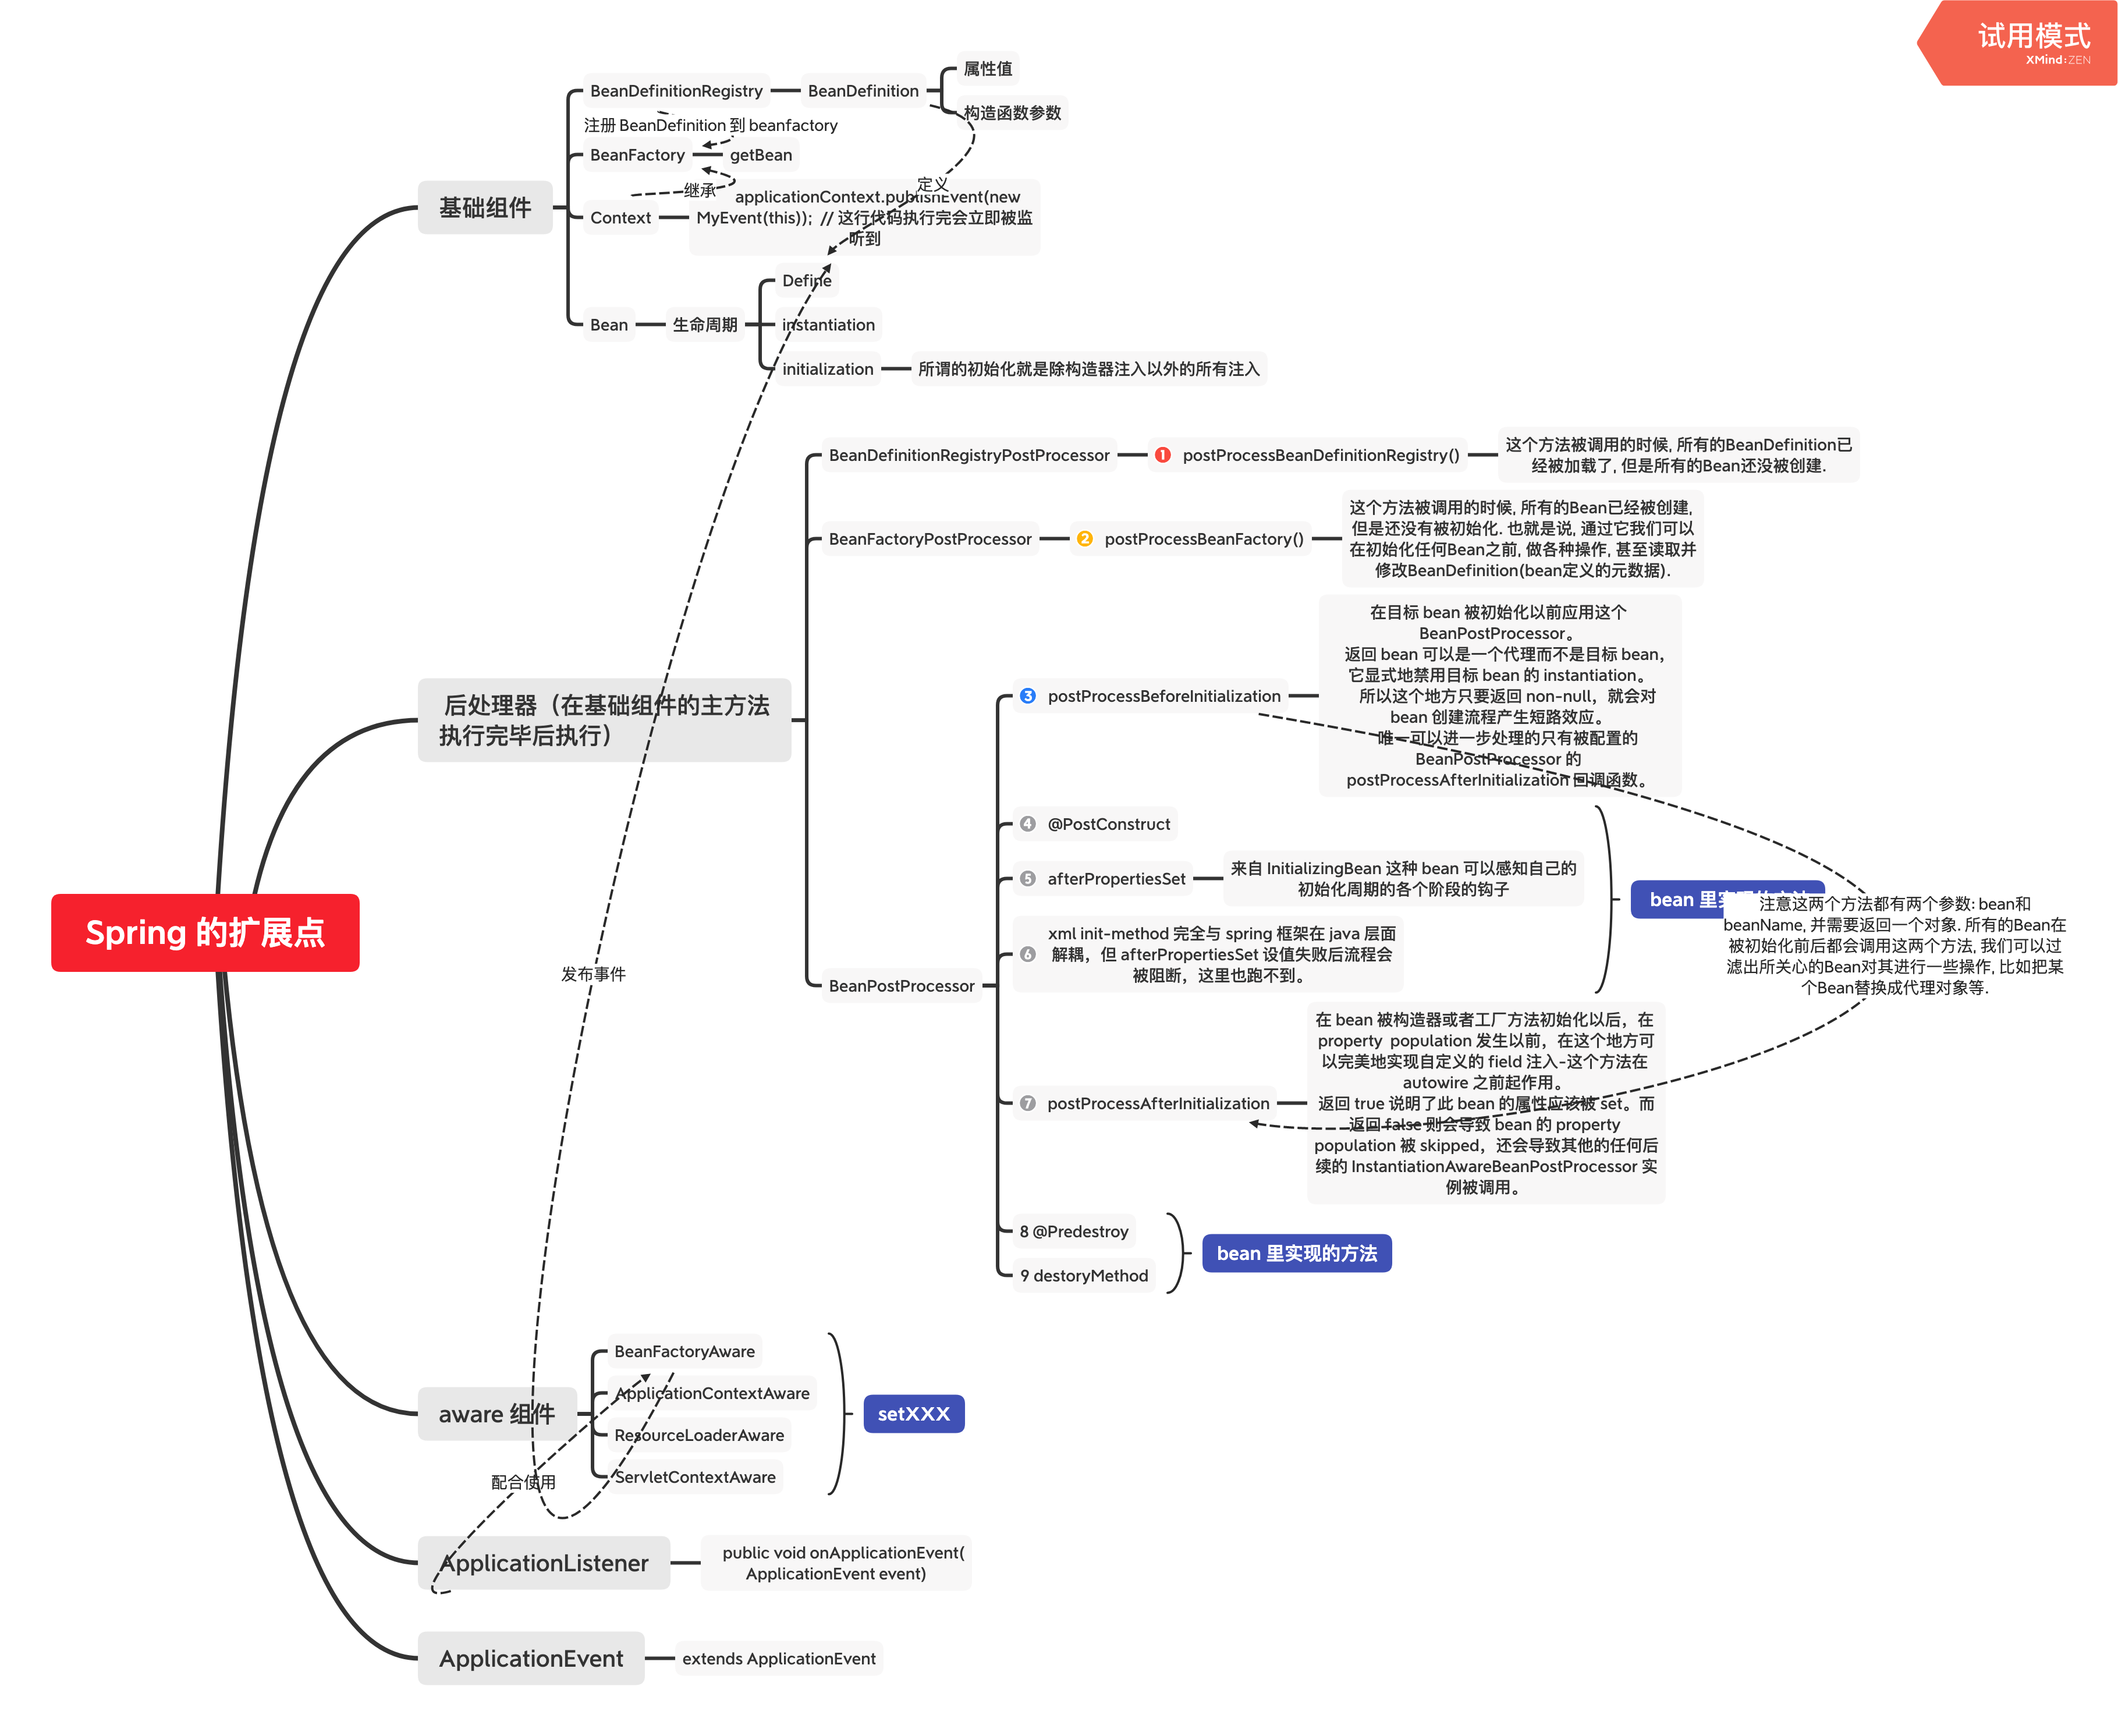 试用模式
XMind:ZEN
Spring 的扩展点
基础组件
BeanDefinitionRegistry
BeanDefinition
属性值
构造函数参数
注册 BeanDefinition 到 beanfactory
BeanFactory
getBean
继承
定义
Context
applicationContext.publishEvent(new
MyEvent(this)); // 这行代码执行完会立即被监
听到
Bean
生命周期
Define
instantiation
initialization
所谓的初始化就是除构造器注入以外的所有注入
后处理器（在基础组件的主方法
执行完毕后执行）
BeanDefinitionRegistryPostProcessor
1 postProcessBeanDefinitionRegistry()
这个方法被调用的时候, 所有的BeanDefinition已
经被加载了, 但是所有的Bean还没被创建.
BeanFactoryPostProcessor
2 postProcessBeanFactory()
这个方法被调用的时候, 所有的Bean已经被创建,
但是还没有被初始化. 也就是说, 通过它我们可以
在初始化任何Bean之前, 做各种操作, 甚至读取并
修改BeanDefinition(bean定义的元数据).
BeanPostProcessor
3 postProcessBeforeInitialization
在目标 bean 被初始化以前应用这个
BeanPostProcessor。
返回 bean 可以是一个代理而不是目标 bean，
它显式地禁用目标 bean 的 instantiation。
所以这个地方只要返回 non-null，就会对
bean 创建流程产生短路效应。
唯一可以进一步处理的只有被配置的
BeanPostProcessor 的
postProcessAfterInitialization 回调函数。
4 @PostConstruct
5 afterPropertiesSet
来自 InitializingBean 这种 bean 可以感知自己的
初始化周期的各个阶段的钩子
6 xml init-method 完全与 spring 框架在 java 层面
解耦，但 afterPropertiesSet 设值失败后流程会
被阻断，这里也跑不到。
bean 里
注意这两个方法都有两个参数: bean和
beanName, 并需要返回一个对象. 所有的Bean在
被初始化前后都会调用这两个方法, 我们可以过
滤出所关心的Bean对其进行一些操作, 比如把某
个Bean替换成代理对象等.
7 postProcessAfterInitialization
在 bean 被构造器或者工厂方法初始化以后，在
property population 发生以前，在这个地方可
以完美地实现自定义的 field 注入-这个方法在
autowire 之前起作用。
返回 true 说明了此 bean 的属性应该被 set。而
返回 false 则会导致 bean 的 property
population 被 skipped，还会导致其他的任何后
续的 InstantiationAwareBeanPostProcessor 实
例被调用。
8 @Predestroy
9 destoryMethod
bean 里实现的方法
发布事件
aware 组件
BeanFactoryAware
ApplicationContextAware
ResourceLoaderAware
ServletContextAware
setXXX
配合使用
ApplicationListener
public void onApplicationEvent(
ApplicationEvent event)
ApplicationEvent
extends ApplicationEvent